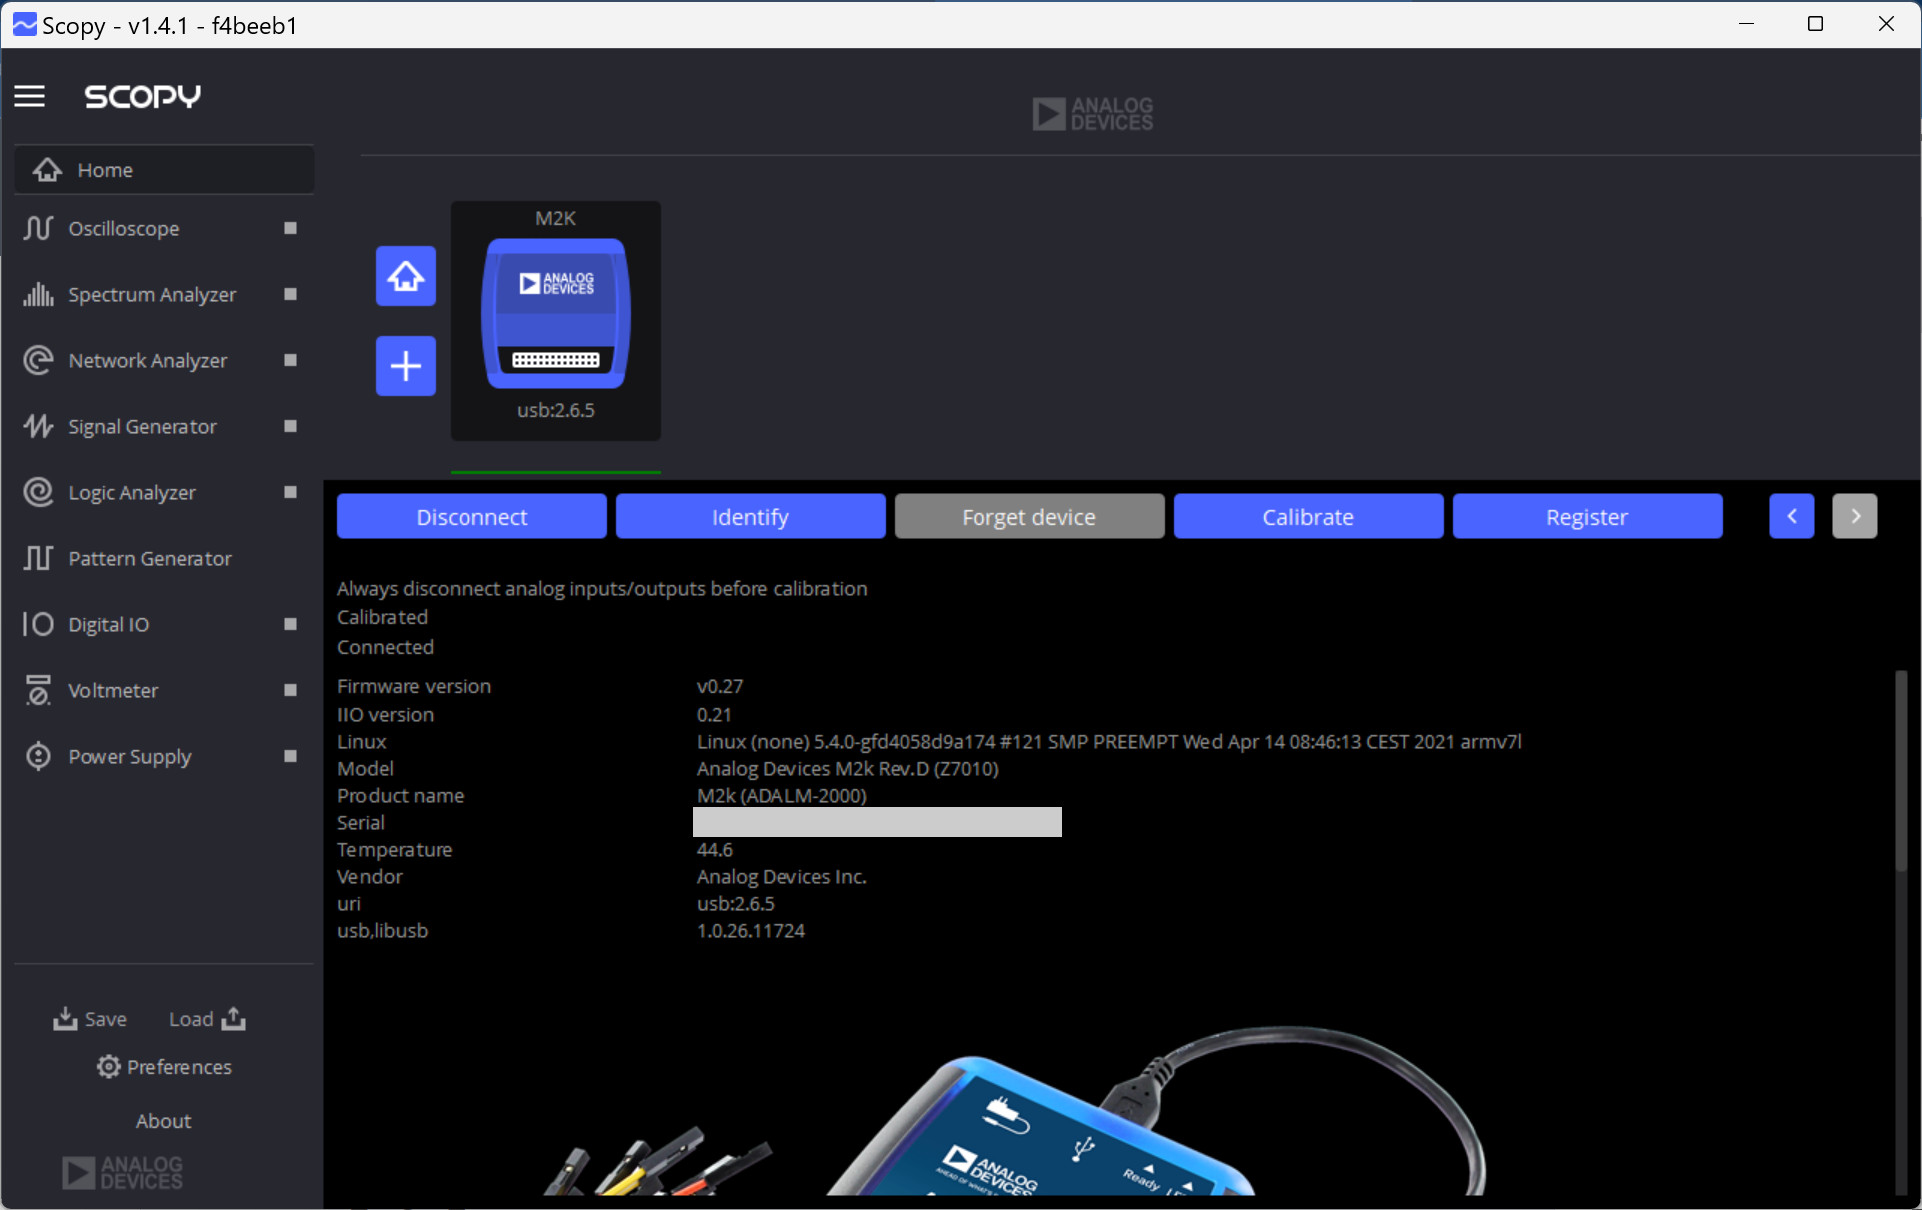 Scopy - v1.4.1 - f4beeb1
SCOPY
ANALOG
DEVICES
Home
Oscilloscope
Spectrum Analyzer
Network Analyzer
Signal Generator
Logic Analyzer
Pattern Generator
Digital IO
Voltmeter
Power Supply
Save Load
Preferences
About
ANALOG
DEVICES
M2K
ANALOG
DEVICES
usb:2.6.5
Disconnect Identify Forget device Calibrate Register
Always disconnect analog inputs/outputs before calibration
Calibrated
Connected
Firmware version v0.27
IIO version 0.21
Linux Linux (none) 5.4.0-gfd4058d9a174 #121 SMP PREEMPT Wed Apr 14 08:46:13 CEST 2021 armv7l
Model Analog Devices M2k Rev.D (Z7010)
Product name M2k (ADALM-2000)
Serial
Temperature 44.6
Vendor Analog Devices Inc.
uri usb:2.6.5
usb,libusb 1.0.26.11724
Ready
ANALOG
DEVICES
AHEAD OF WHAT'S